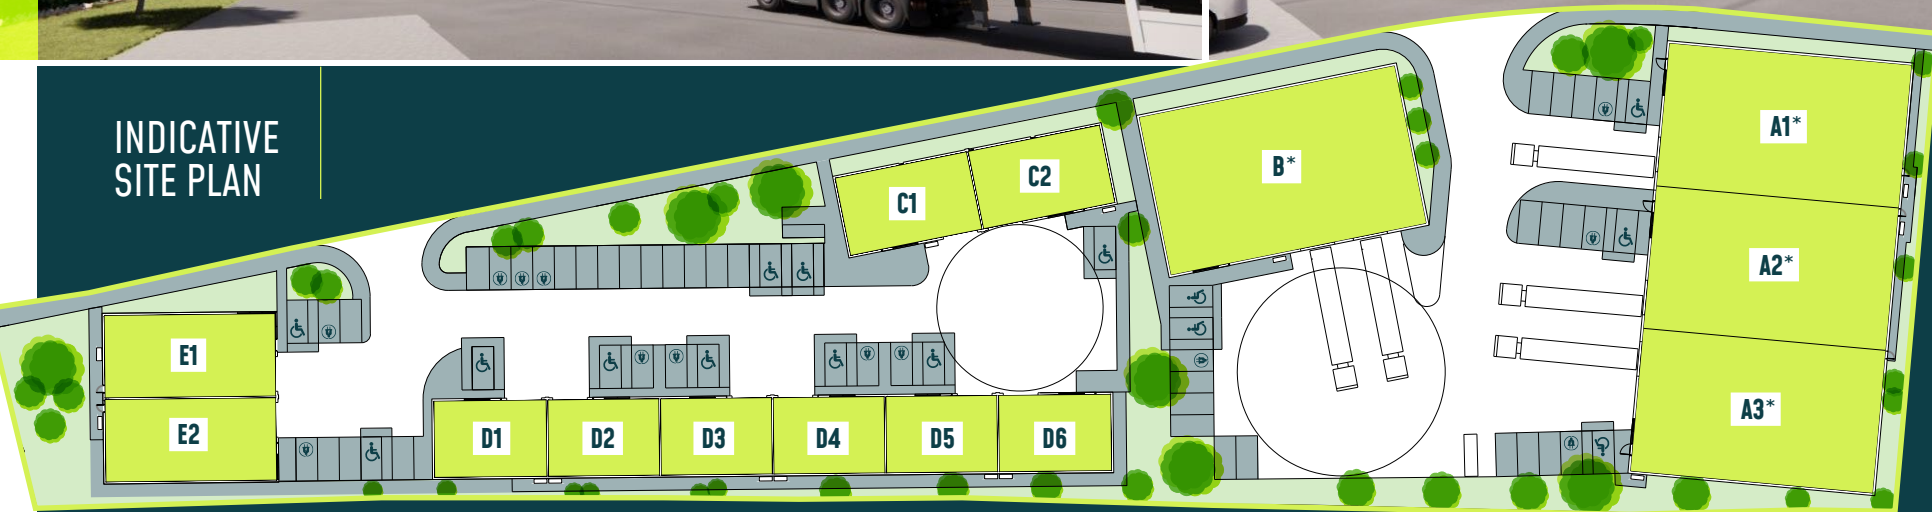 INDICATIVE
SITE PLAN
A1*
B*
C2
C1
A2*
E1
A3*
E2
D1
D2
D3
D4
D5
D6